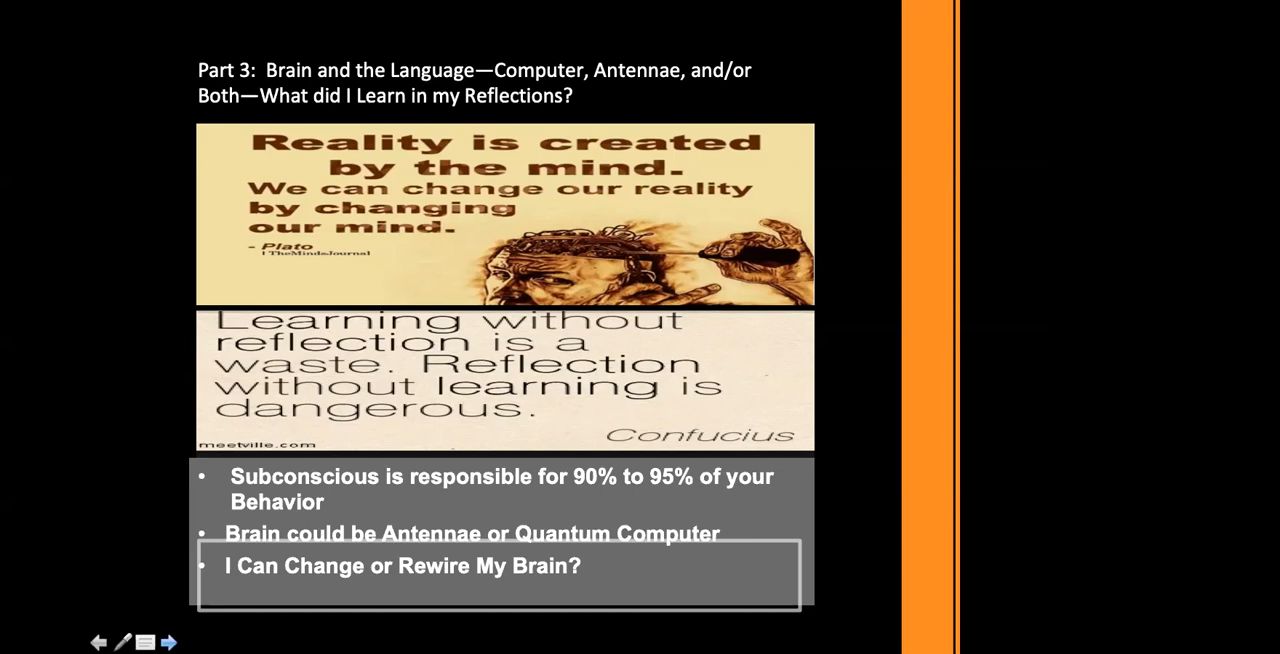 Part 3:  Brain and the Language—Computer, Antennae, and/or
Both—What did I Learn in my Reflections?
Reality is created
by the mind.
We can change our reality
by changing
our mind.
- Plato
| TheMindsJournal
Learning without
reflection is a
waste. Reflection
without learning is
dangerous.
Confucius
meetville.com
• Subconscious is responsible for 90% to 95% of your
Behavior
• Brain could be Antennae or Quantum Computer
• I Can Change or Rewire My Brain?